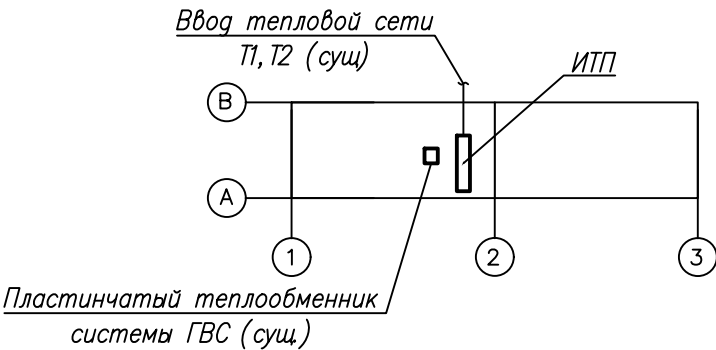 Ввод тепловой сети
Т1, Т2 (сущ)
ИТП
В
А
1
2
3
Пластинчатый теплообменник
системы ГВС (сущ.)